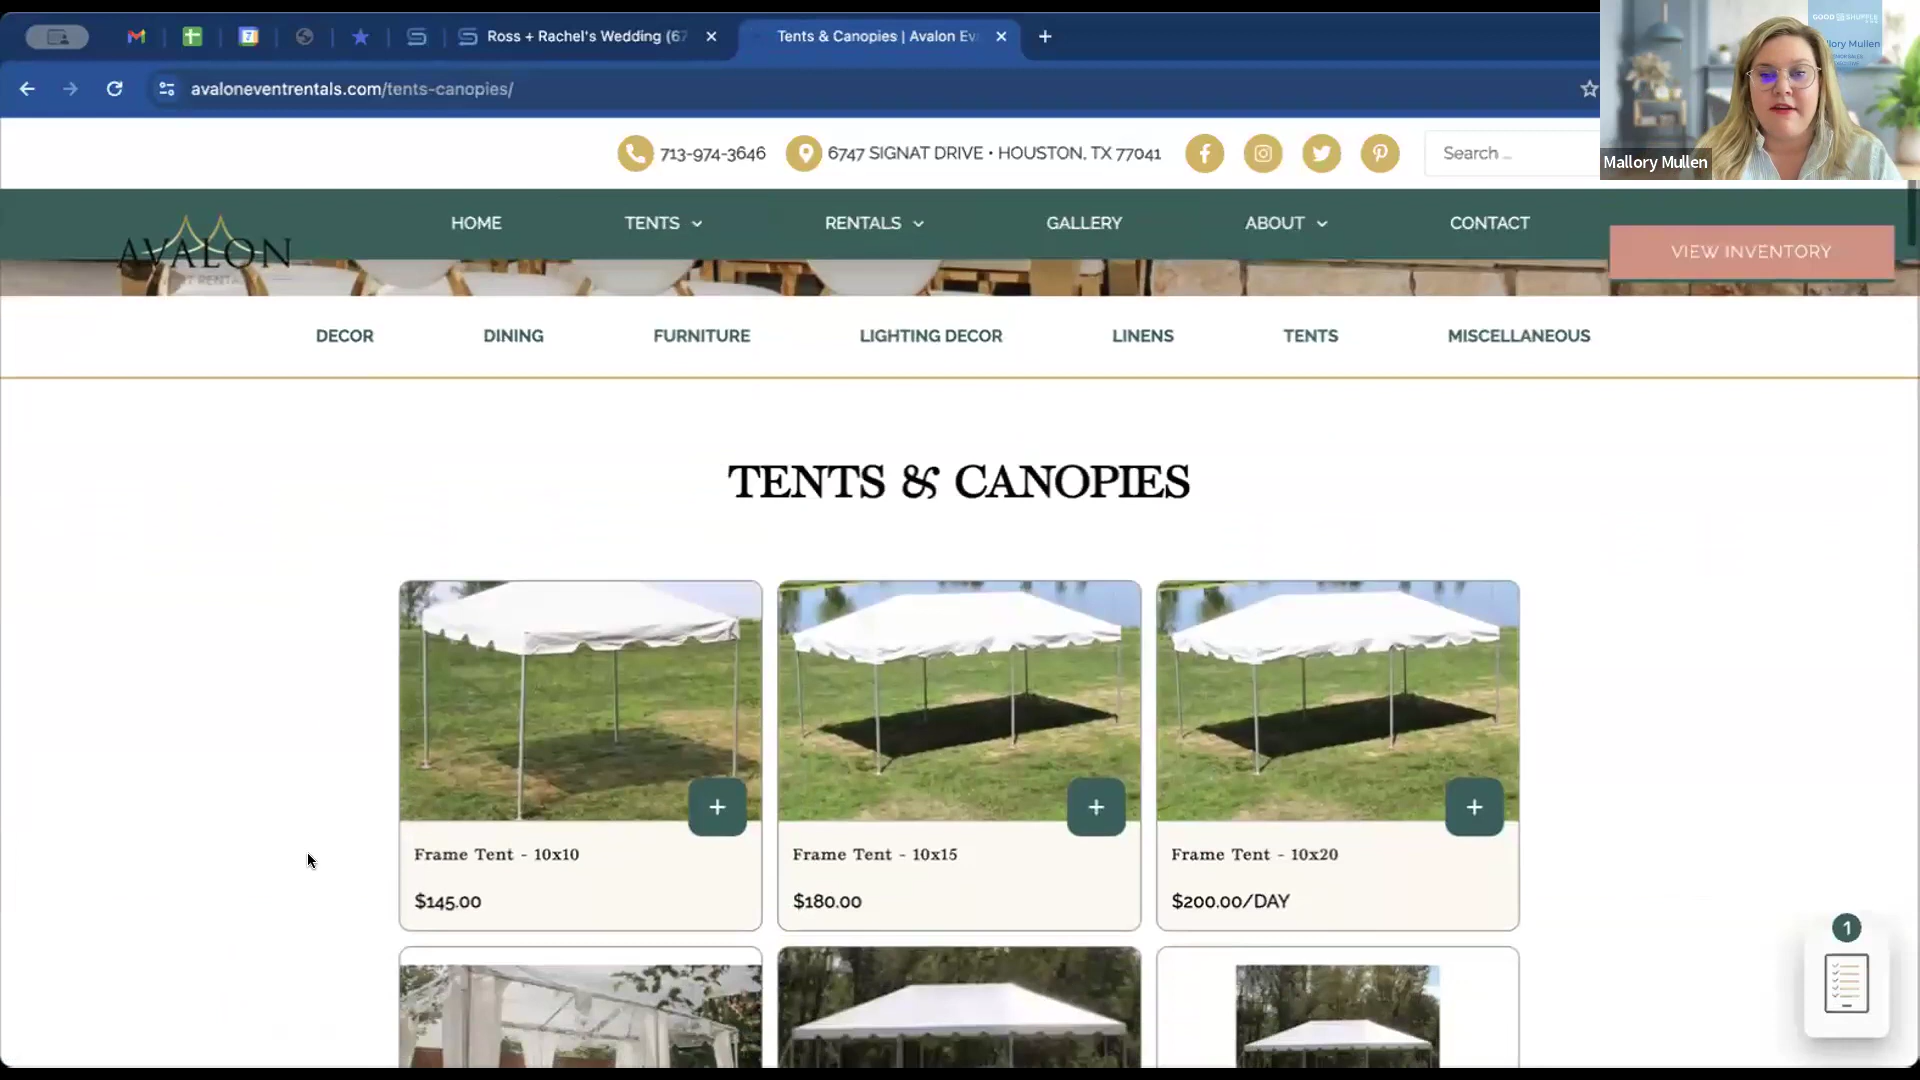 Ross + Rachel's Wedding (67
Tents & Canopies | Avalon Ev
avaloneventrentals.com/tents-canopies/
GOOD SHUFFLE
Mallory Mullen
713-974-3646
6747 SIGNAT DRIVE • HOUSTON, TX 77041
Search ...
AVALON
HOME
TENTS
RENTALS
GALLERY
ABOUT
CONTACT
VIEW INVENTORY
DECOR
DINING
FURNITURE
LIGHTING DECOR
LINENS
TENTS
MISCELLANEOUS
TENTS & CANOPIES
Frame Tent - 10x10
$145.00
Frame Tent - 10x15
$180.00
Frame Tent - 10x20
$200.00/DAY
1